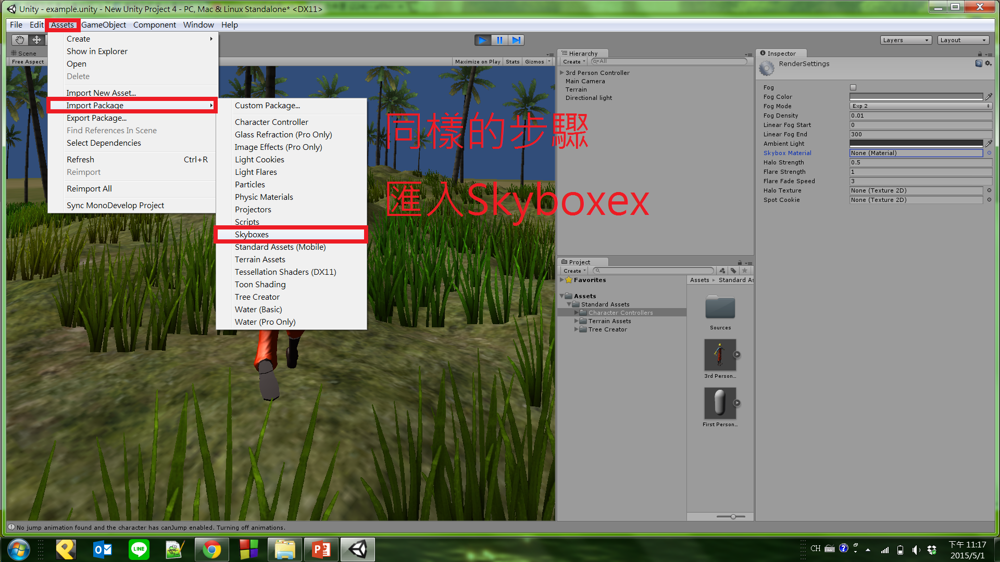 Unity - example.unity - New Unity Project 4 - PC, Mac & Linux Standalone* <DX11>
File Edit Assets GameObject Component Window Help
Layers Layout
Scene
Free Aspect
Maximize on Play Stats Gizmos
Create
Show in Explorer
Open
Delete
Import New Asset...
Import Package
Export Package...
Find References In Scene
Select Dependencies
Refresh Ctrl+R
Reimport
Reimport All
Sync MonoDevelop Project
Custom Package...
Character Controller
Glass Refraction (Pro Only)
Image Effects (Pro Only)
Light Cookies
Light Flares
Particles
Physic Materials
Projectors
Scripts
Skyboxes
Standard Assets (Mobile)
Terrain Assets
Tessellation Shaders (DX11)
Toon Shading
Tree Creator
Water (Basic)
Water (Pro Only)
同樣的步驟
匯入Skyboxex
Hierarchy
Create All
3rd Person Controller
Main Camera
Terrain
Directional light
Project
Create
Favorites
Assets
Standard Assets
Character Controllers
Terrain Assets
Tree Creator
Assets Standard As
Sources
3rd Person...
First Person...
Inspector
RenderSettings
Fog
Fog Color
Fog Mode Exp 2
Fog Density 0.01
Linear Fog Start 0
Linear Fog End 300
Ambient Light
Skybox Material None (Material)
Halo Strength 0.5
Flare Strength 1
Flare Fade Speed 3
Halo Texture None (Texture 2D)
Spot Cookie None (Texture 2D)
No jump animation found and the character has canJump enabled. Turning off animations.
LINE
CH
下午 11:17
2015/5/1